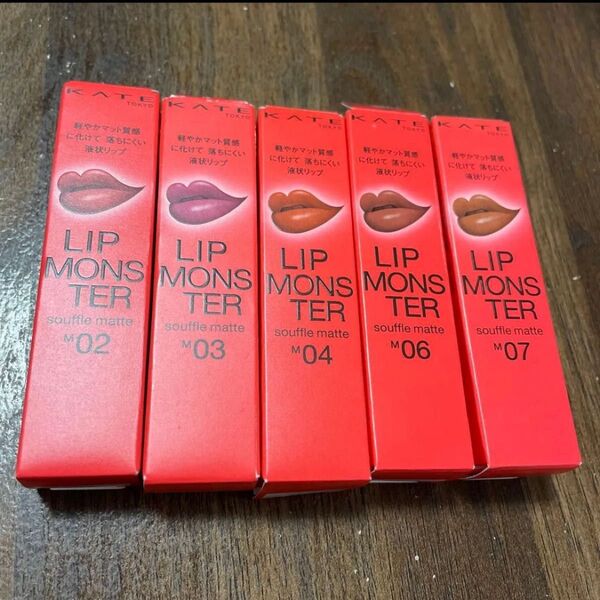 KATE
TOKYO
軽やかマット質感
に化けて 落ちにくい
液状リップ
LIP
MONS
TER
souffle matte
M02
KATE
TOKYO
軽やかマット質感
に化けて 落ちにくい
液状リップ
LIP
MONS
TER
souffle matte
M03
KATE
TOKYO
軽やかマット質感
に化けて 落ちにくい
液状リップ
LIP
MONS
TER
souffle matte
M04
KATE
TOKYO
軽やかマット質感
に化けて 落ちにくい
液状リップ
LIP
MONS
TER
souffle matte
M06
KATE
TOKYO
軽やかマット質感
に化けて 落ちにくい
液状リップ
LIP
MONS
TER
souffle matte
M07